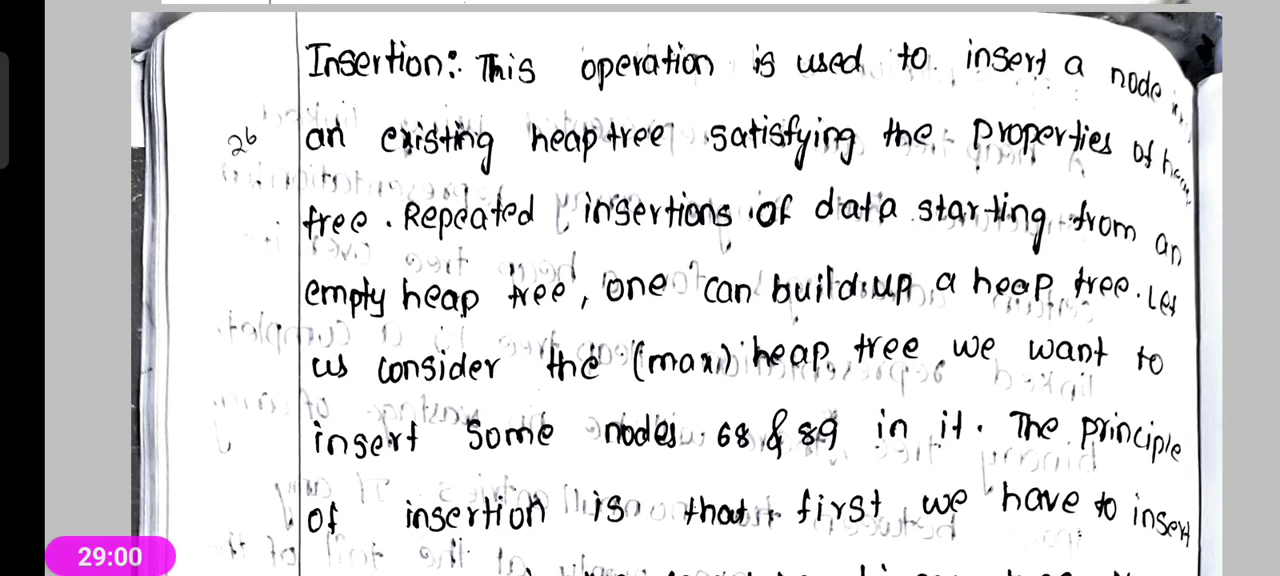 Insertion:- This operation is used to insert a node
26
an existing heap tree satisfying the properties of
tree. Repeated insertions of data starting from an
empty heap tree, one can build up a heap tree. Let
us consider the (max) heap tree we want to
insert some nodes 68 & 89 in it. The principle
of insertion is that, first we have to insert
29:00